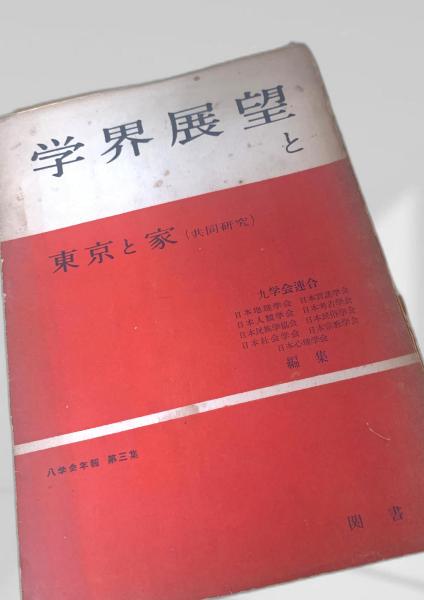 学界展望
と
東京と家(共同研究)
九学会連合
日本地理学会 日本言語学会
日本人類学会 日本考古学会
日本民族学協会 日本民俗学会
日本社会学会 日本宗教学会
日本心理学会
編集
八学会年報 第三集
関書